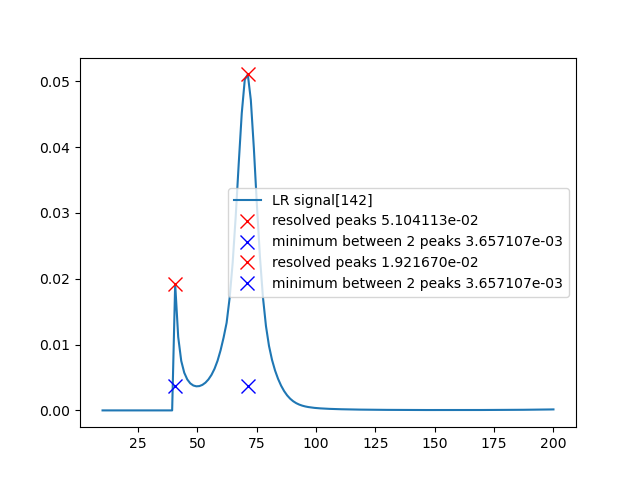 0.05
0.04
0.03
0.02
0.01
0.00
LR signal[142]
resolved peaks 5.104113e-02
minimum between 2 peaks 3.657107e-03
resolved peaks 1.921670e-02
minimum between 2 peaks 3.657107e-03
25 50 75 100 125 150 175 200